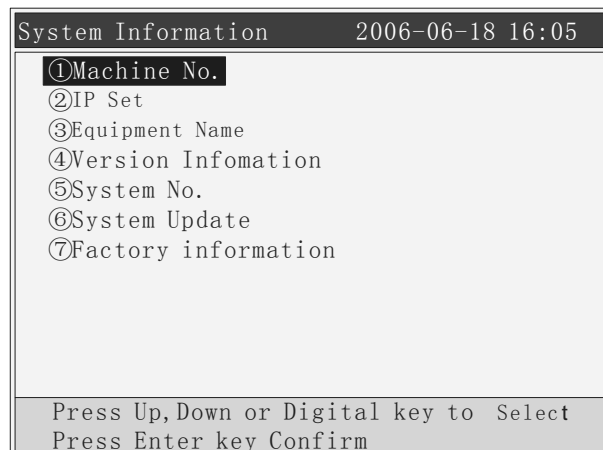 System Information 2006-06-18 16:05
①Machine No.
②IP Set
③Equipment Name
④Version Infomation
⑤System No.
⑥System Update
⑦Factory information
Press Up,Down or Digital key to Select
Press Enter key Confirm